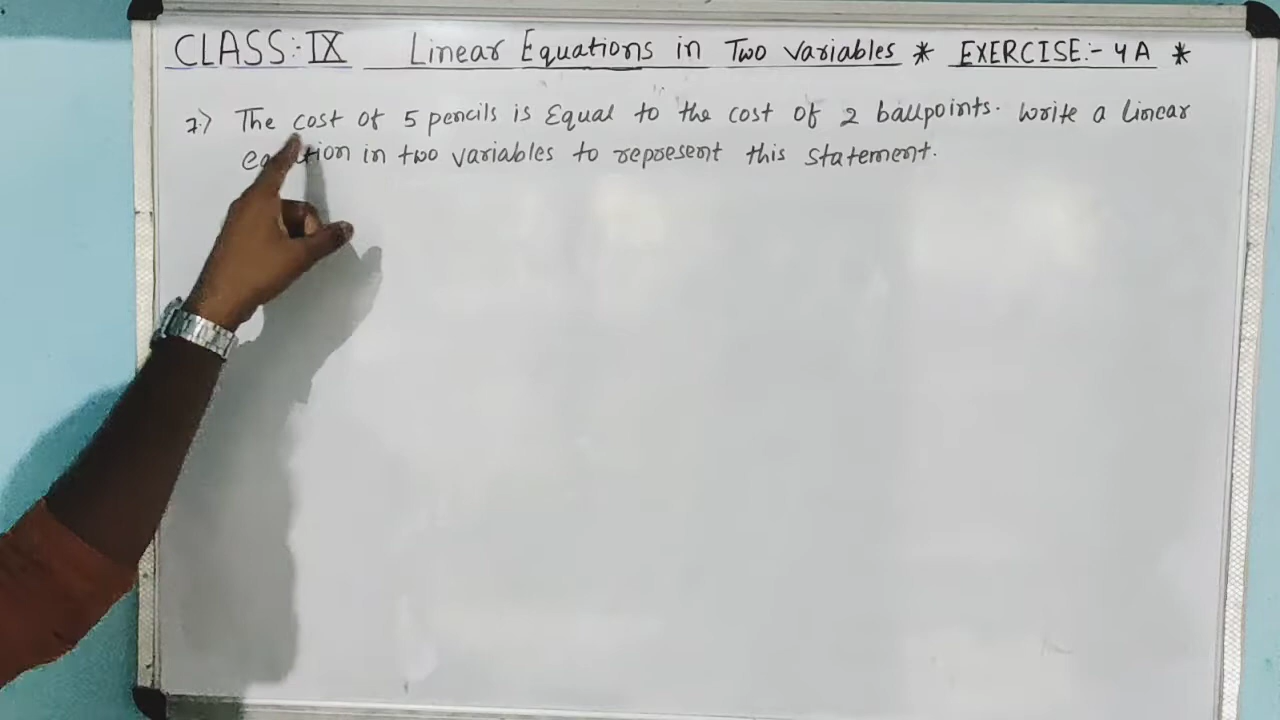 CLASS:- IX Linear Equations in Two Variables * EXERCISE:- 4A *
7.) The cost of 5 pencils is Equal to the cost of 2 ballpoints. Write a linear
equation in two variables to represent this statement.